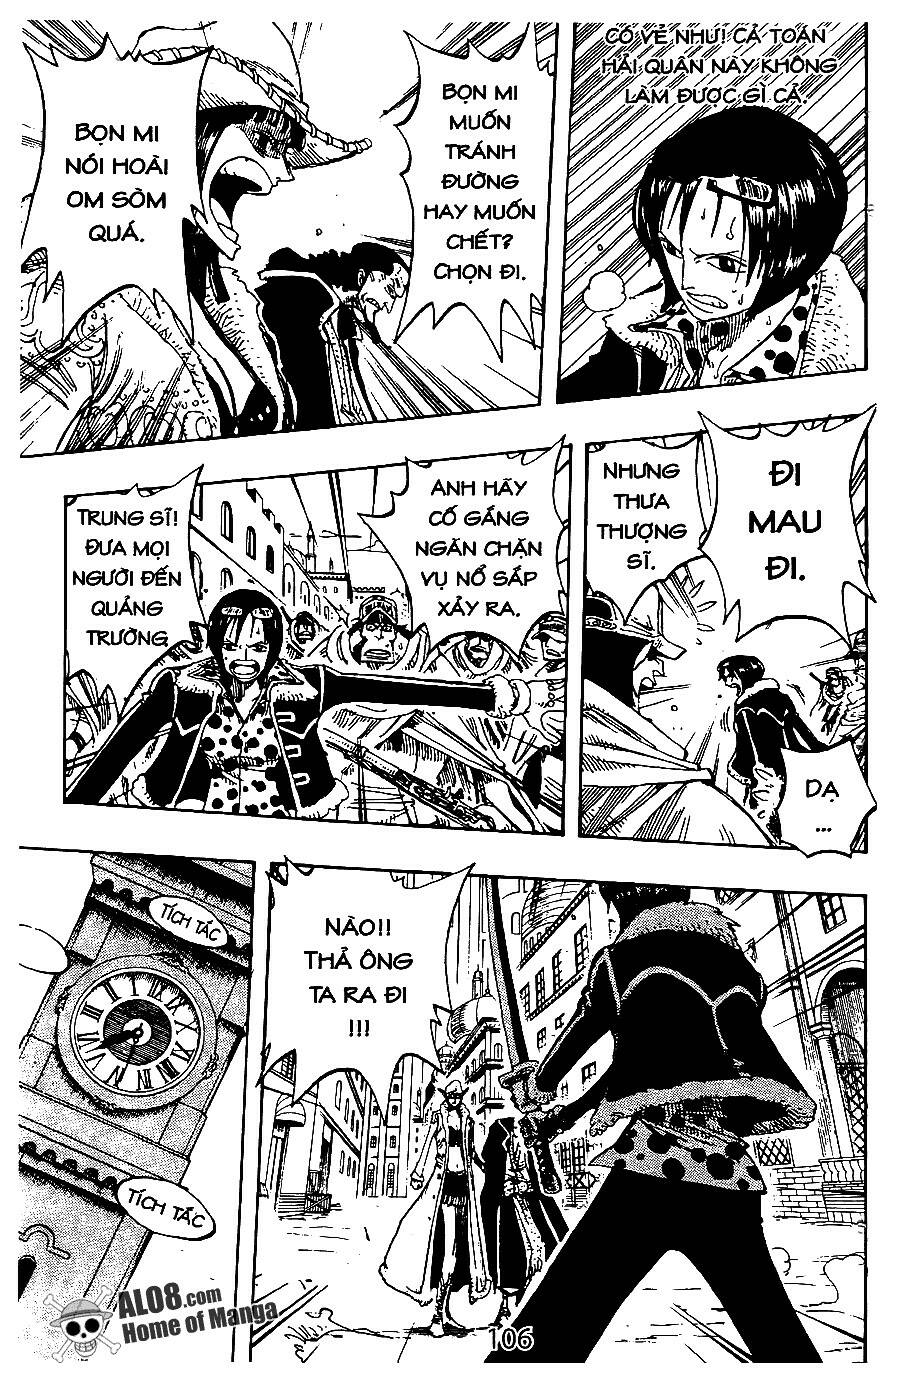 CÓ VẺ NHƯ! CẢ TOÁN
HẢI QUÂN NÀY KHÔNG
LÀM ĐƯỢC GÌ CẢ.
BỌN MI
MUỐN
TRÁNH
ĐƯỜNG
HAY MUỐN
CHẾT?
CHỌN ĐI.
BỌN MI
NÓI HOÀI
OM SÒM
QUÁ.
ĐI
MAU
ĐI.
NHƯNG
THƯA
THƯỢNG
SĨ.
DẠ
...
ANH HÃY
CỐ GẮNG
NGĂN CHẶN
VỤ NỔ SẮP
XẢY RA.
TRUNG SĨ!
ĐƯA MỌI
NGƯỜI ĐẾN
QUẢNG
TRƯỜNG
NÀO!!
THẢ ÔNG
TA RA ĐI
!!!
TÍCH TẮC
TÍCH TẮC
AL08.com
Home of Manga
106